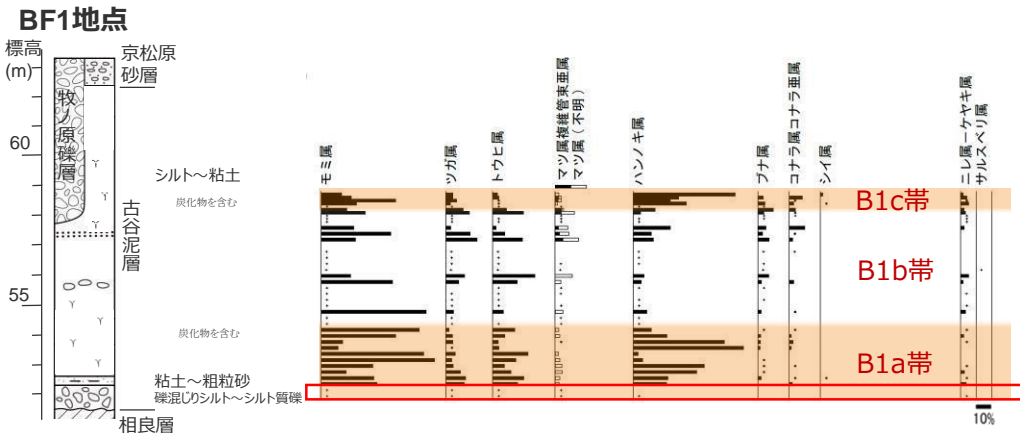 BF1地点
標高
(m)
京松原
砂層
牧ノ原礫層
60
シルト～粘土
炭化物を含む
古谷泥層
55
炭化物を含む
粘土～粗粒砂
礫混じりシルト～シルト質礫
相良層
モミ属
ツガ属
トウヒ属
マツ属複維管束亜属
マツ属(不明)
ハンノキ属
ブナ属
コナラ属コナラ亜属
シイ属
ニレ属－ケヤキ属
サルスベリ属
B1c帯
B1b帯
B1a帯
10%